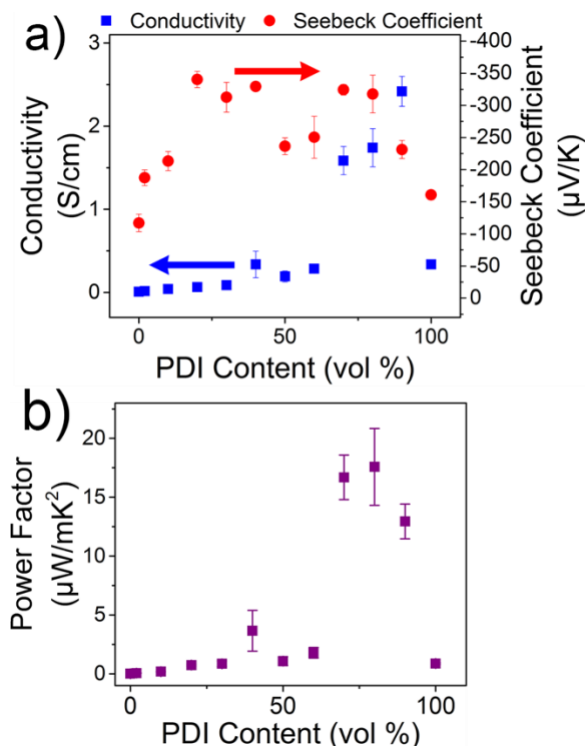 Conductivity Seebeck Coefficient
a)
3
2
1
0
Conductivity
(S/cm)
-400
-350
-300
-250
-200
-150
-100
-50
0
Seebeck Coefficient
(µV/K)
0 50 100
PDI Content (vol %)
b)
20
15
10
5
0
Power Factor
(µW/mK²)
0 50 100
PDI Content (vol %)